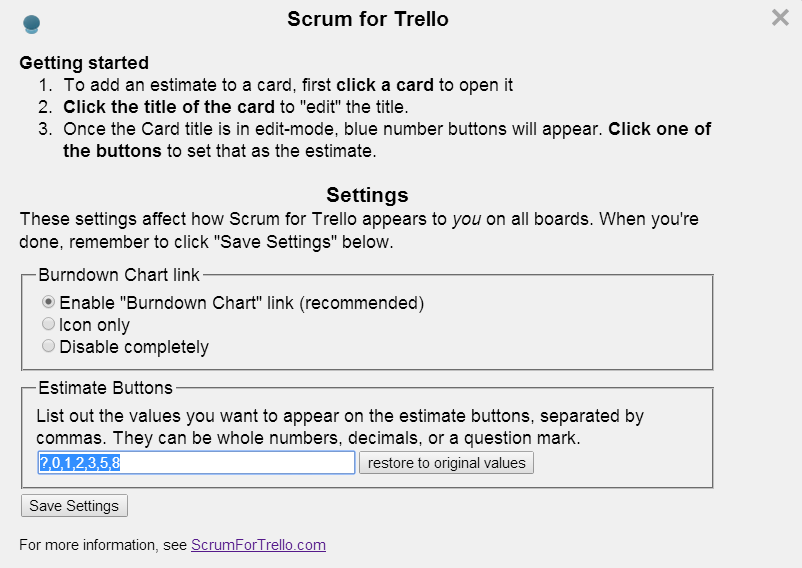 Scrum for Trello
Getting started
1. To add an estimate to a card, first click a card to open it
2. Click the title of the card to "edit" the title.
3. Once the Card title is in edit-mode, blue number buttons will appear. Click one of
the buttons to set that as the estimate.
Settings
These settings affect how Scrum for Trello appears to you on all boards. When you're
done, remember to click "Save Settings" below.
Burndown Chart link
Enable "Burndown Chart" link (recommended)
Icon only
Disable completely
Estimate Buttons
List out the values you want to appear on the estimate buttons, separated by
commas. They can be whole numbers, decimals, or a question mark.
?,0,1,2,3,5,8
restore to original values
Save Settings
For more information, see ScrumForTrello.com